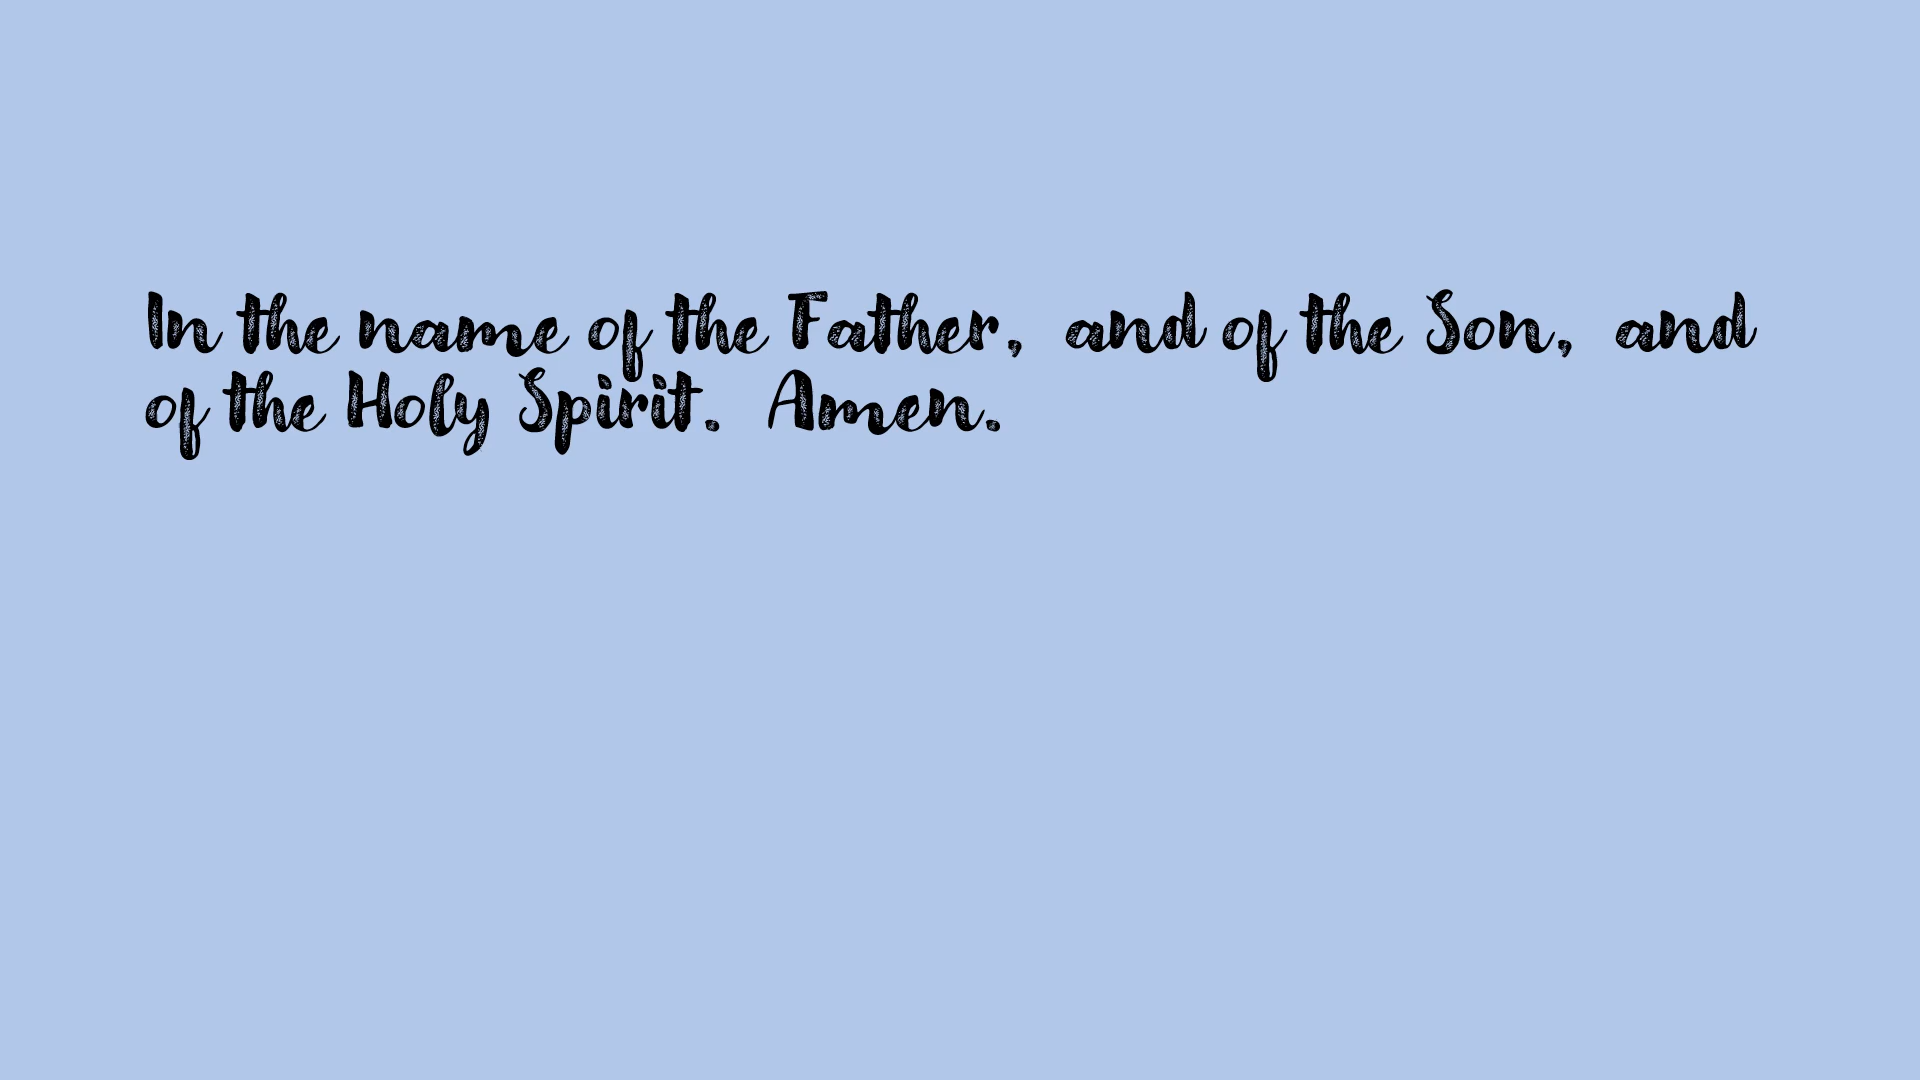 In the name of the Father, and of the Son, and
of the Holy Spirit. Amen.